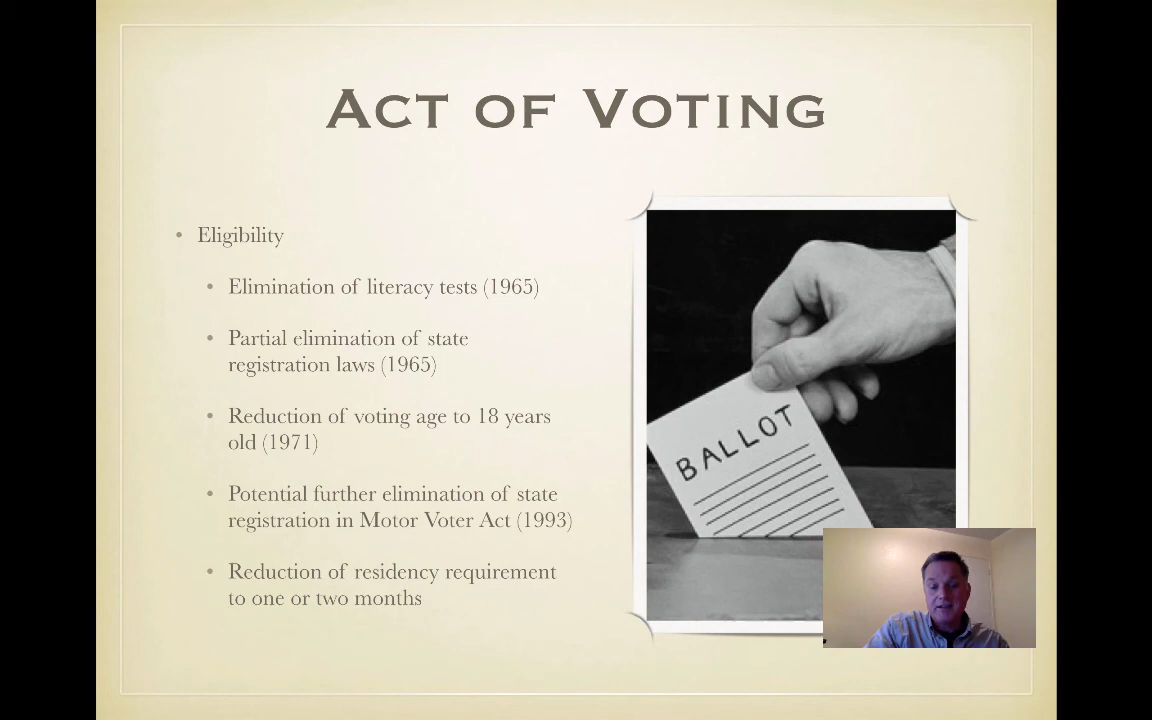 Act of Voting
• Eligibility
• Elimination of literacy tests (1965)
• Partial elimination of state
registration laws (1965)
• Reduction of voting age to 18 years
old (1971)
• Potential further elimination of state
registration in Motor Voter Act (1993)
• Reduction of residency requirement
to one or two months
BALLOT